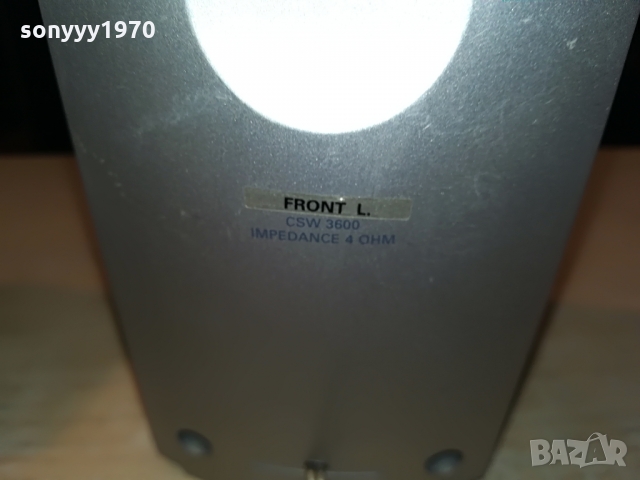 sonyyy1970
FRONT L.
CSW 3600
IMPEDANCE 4 OHM
BAZAR